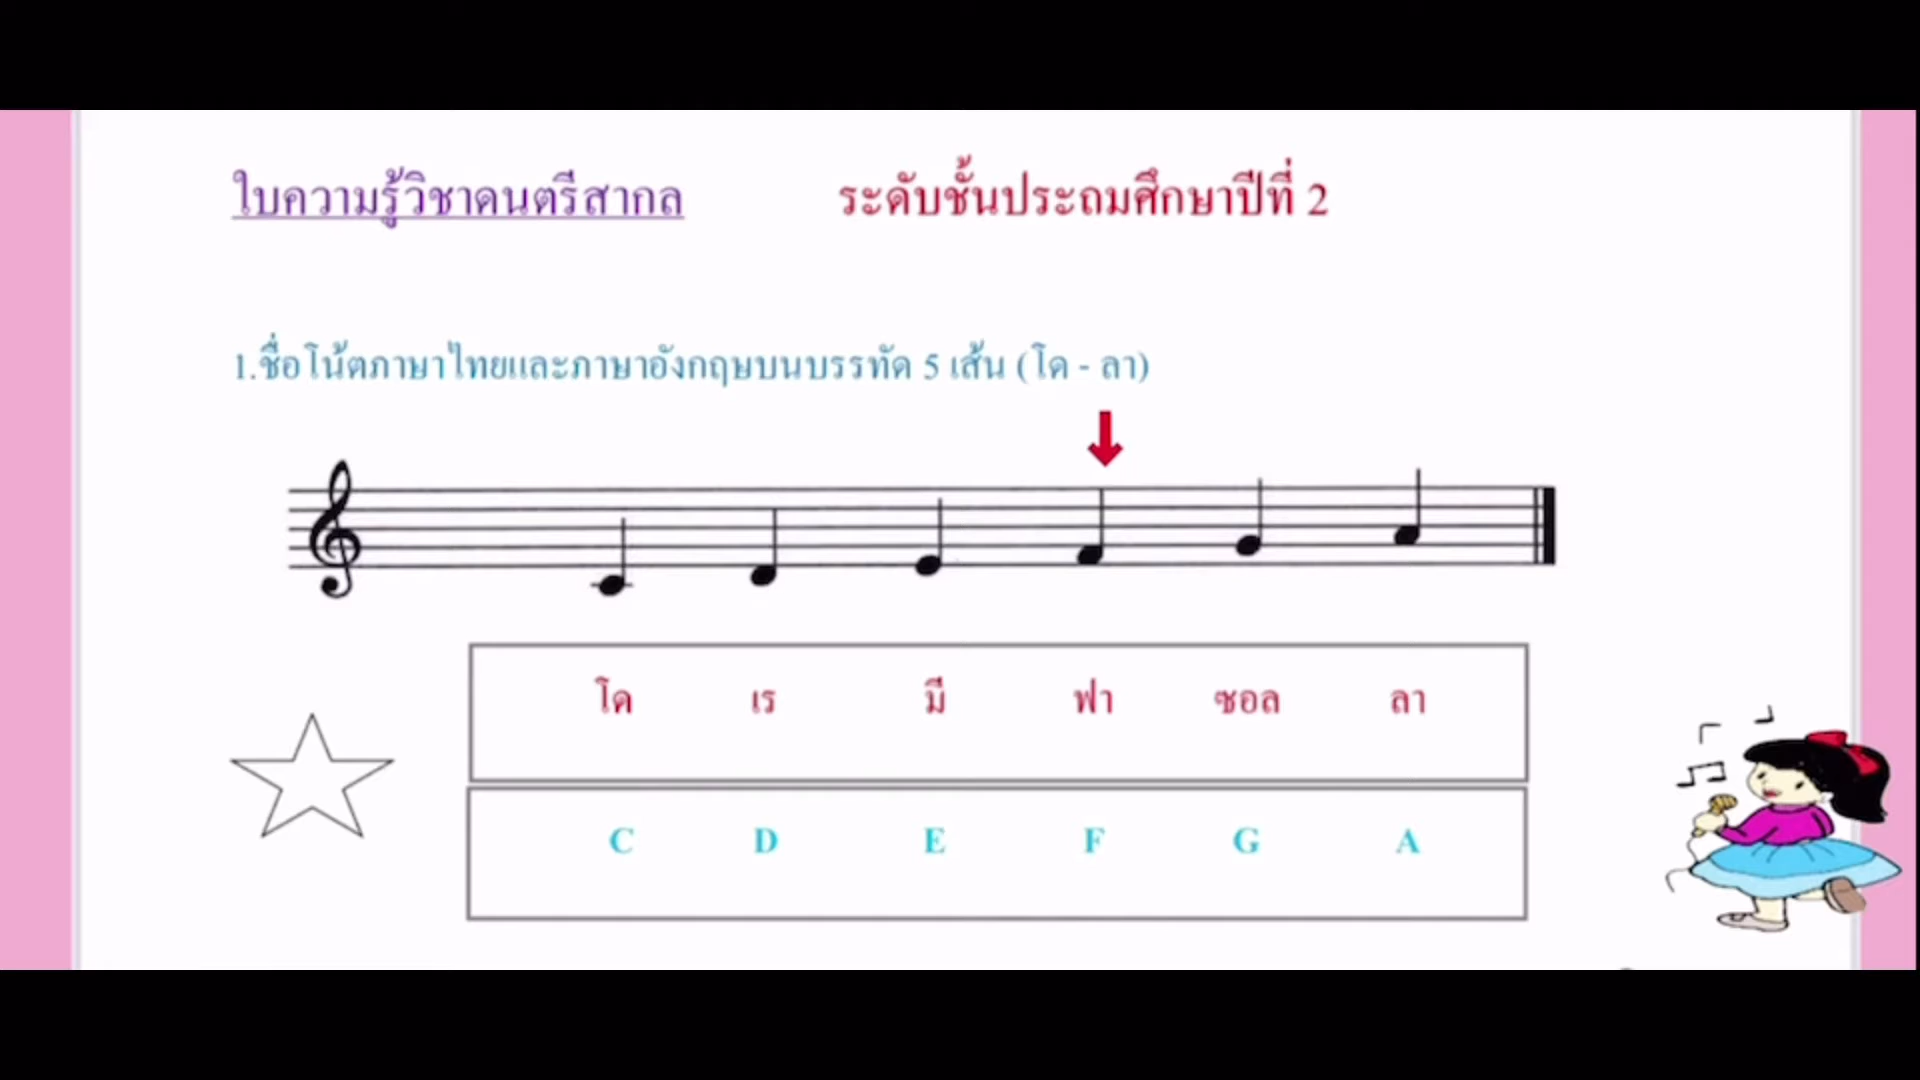 ใบความรู้วิชาดนตรีสากล ระดับชั้นประถมศึกษาปีที่ 2
1.ชื่อโน้ตภาษาไทยและภาษาอังกฤษบนบรรทัด 5 เส้น (โด - ลา)
โด เร มี ฟา ซอล ลา
C D E F G A